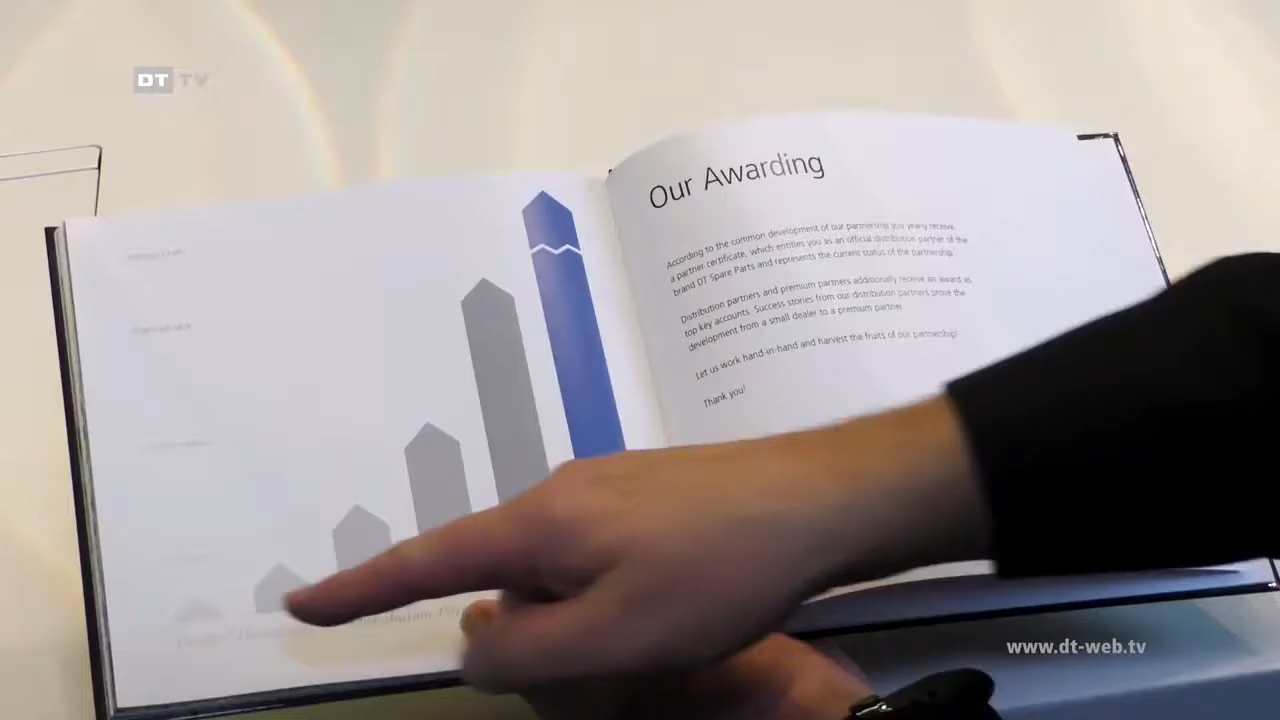 DT TV
Our Awarding
According to the common development of our partnership you yearly receive
a partner certificate, which entitles you as an official distribution partner of the
brand DT Spare Parts and represents the current status of the partnership.
Distribution partners and premium partners additionally receive an award as
top key accounts. Success stories from our distribution partners prove the
development from a small dealer to a premium partner.
Let us work hand-in-hand and harvest the fruits of our partnership!
Thank you!
www.dt-web.tv